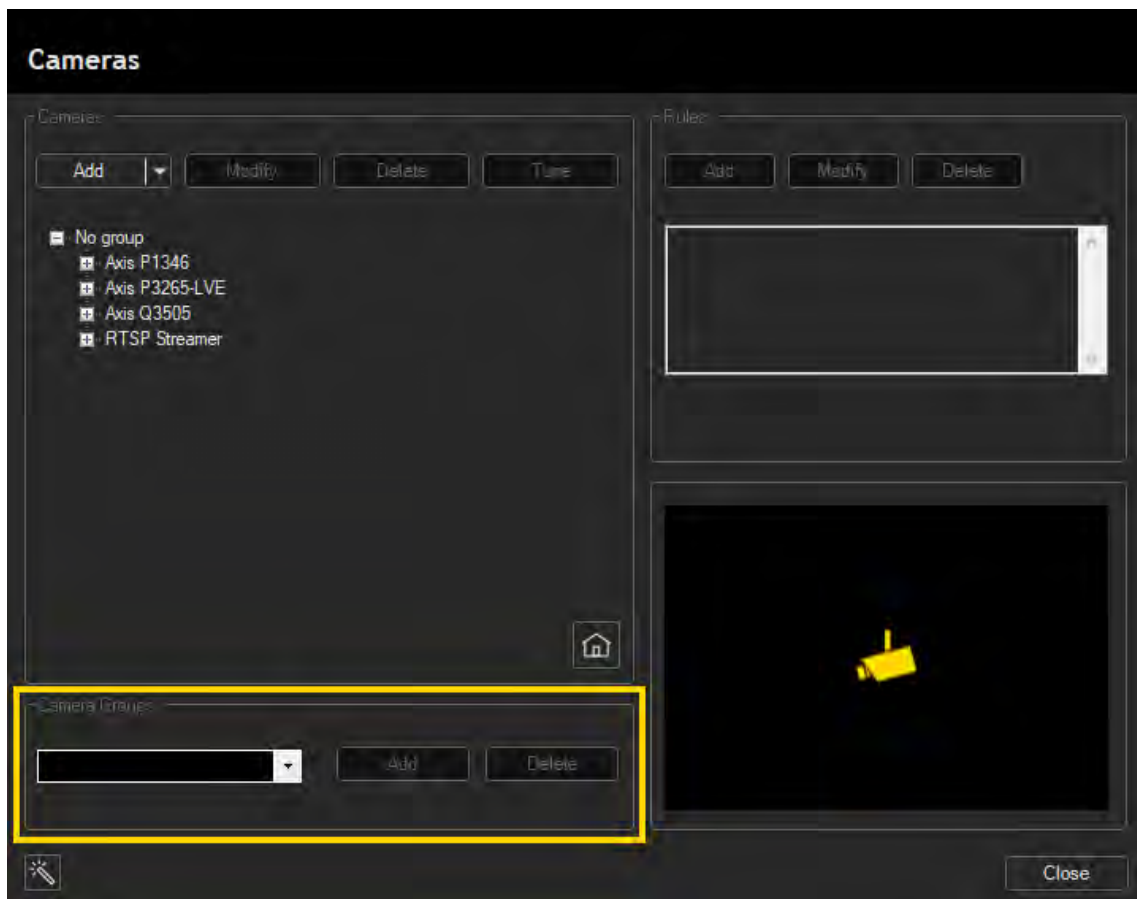 Cameras
Cameras
Add Modify Delete Tune
No group
Axis P1346
Axis P3265-LVE
Axis Q3505
RTSP Streamer
Camera Groups
Add Delete
Rules
Add Modify Delete
Close